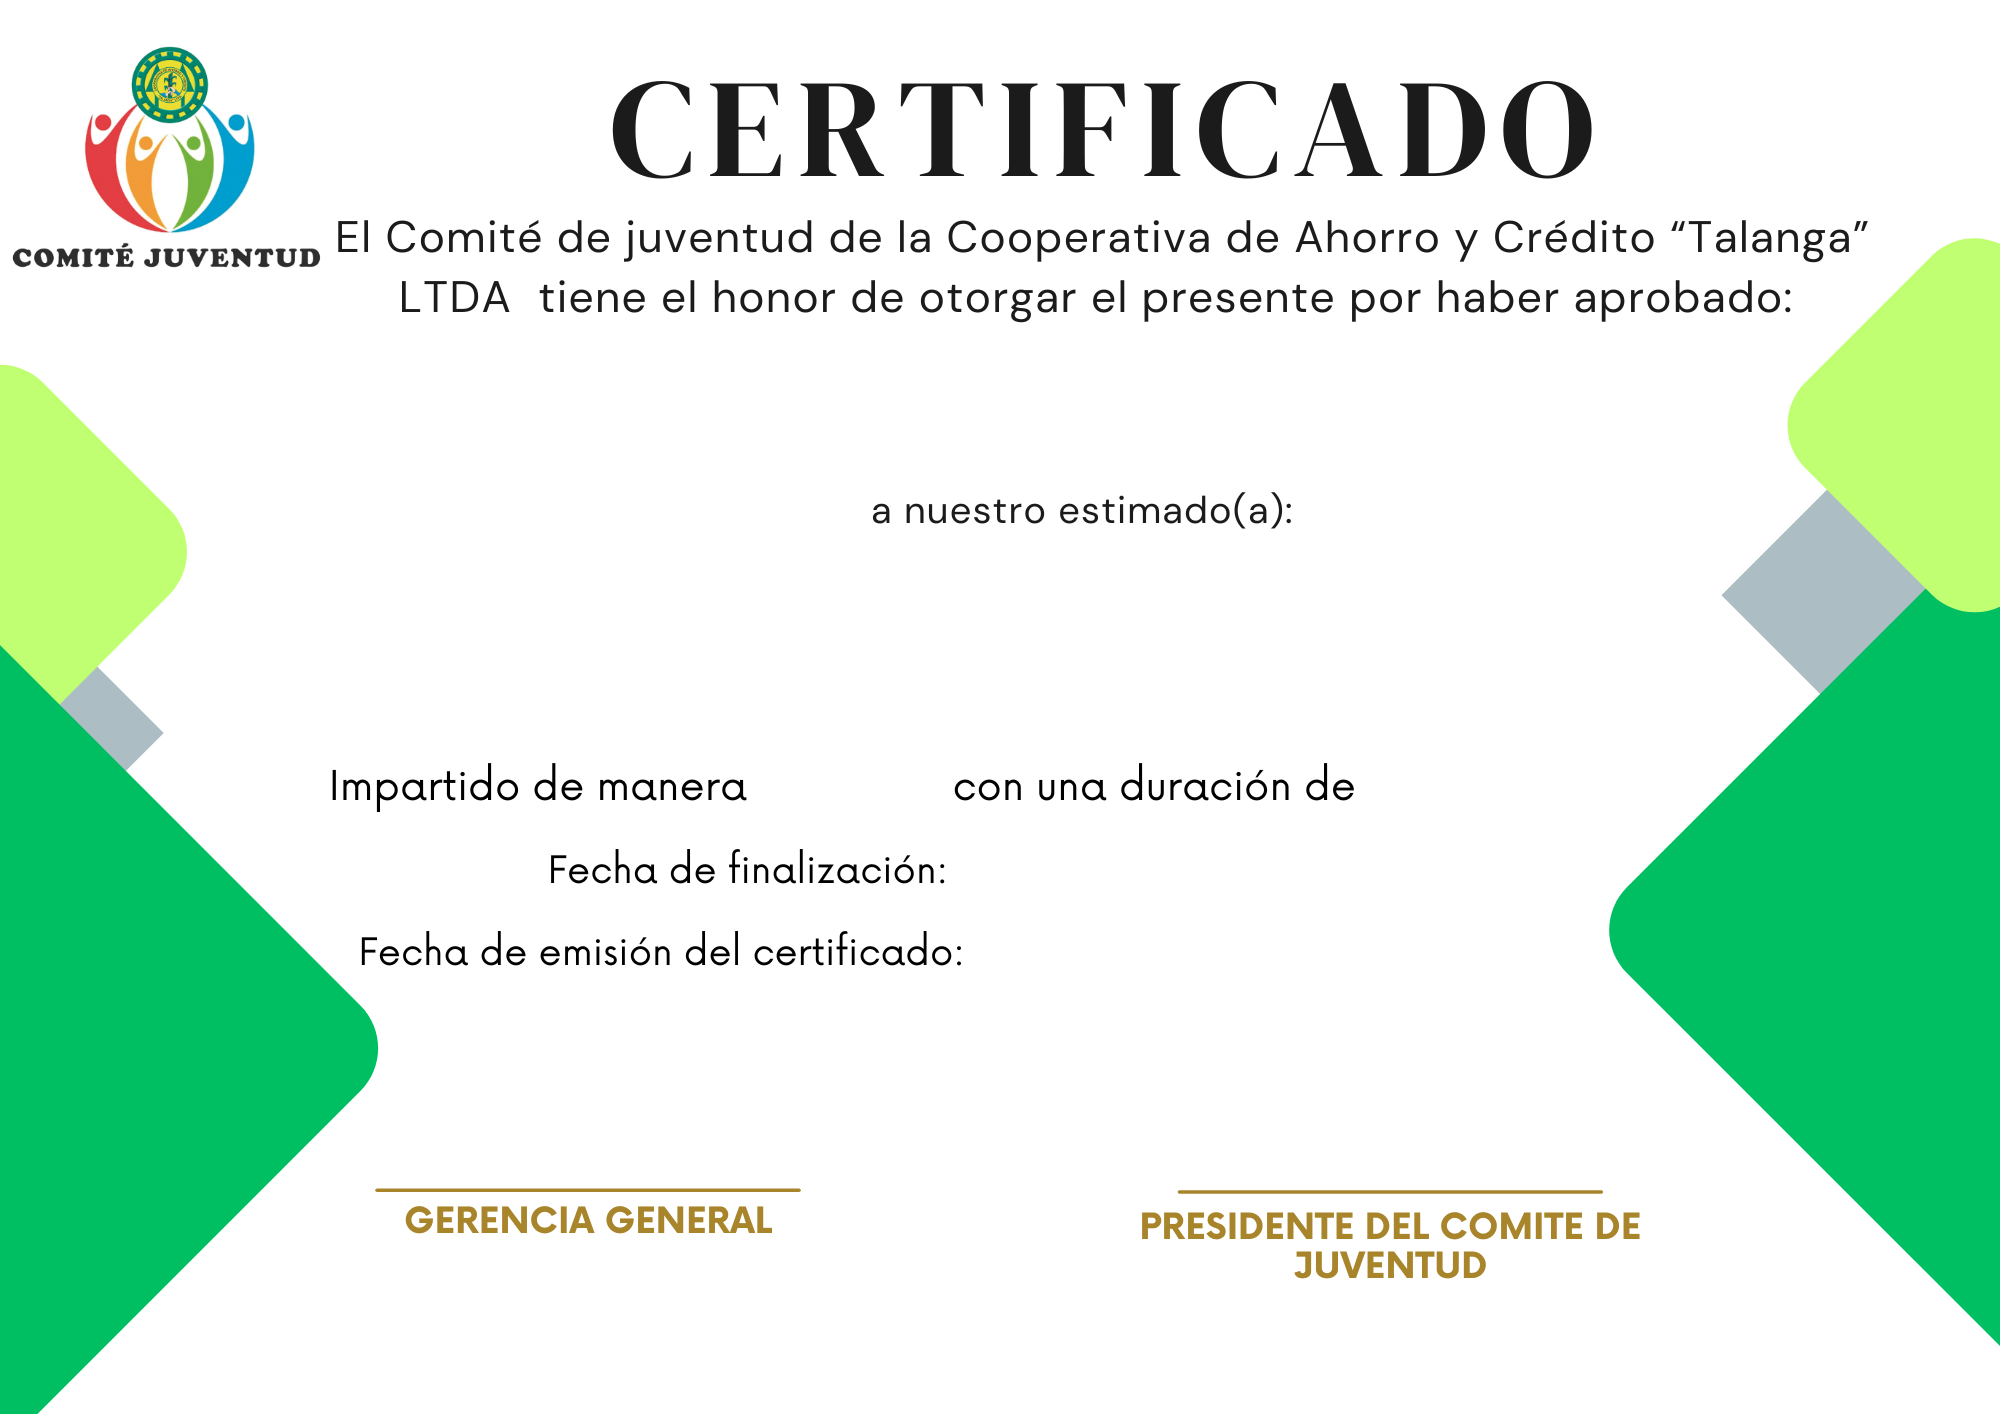 CERTIFICADO
COMITÉ JUVENTUD
El Comité de juventud de la Cooperativa de Ahorro y Crédito “Talanga”
LTDA  tiene el honor de otorgar el presente por haber aprobado:
a nuestro estimado(a):
Impartido de manera con una duración de
Fecha de finalización:
Fecha de emisión del certificado:
GERENCIA GENERAL
PRESIDENTE DEL COMITE DE
JUVENTUD